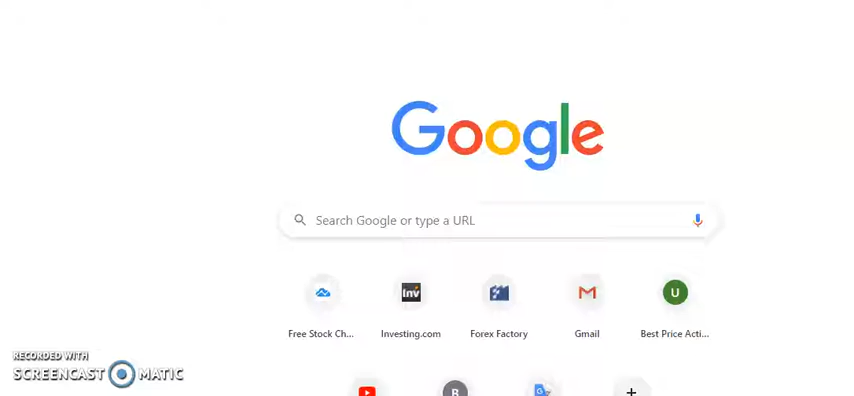 Google
Search Google or type a URL
Inv
U
Free Stock Ch...
Investing.com
Forex Factory
Gmail
Best Price Acti...
B
RECORDED WITH
SCREENCAST MATIC